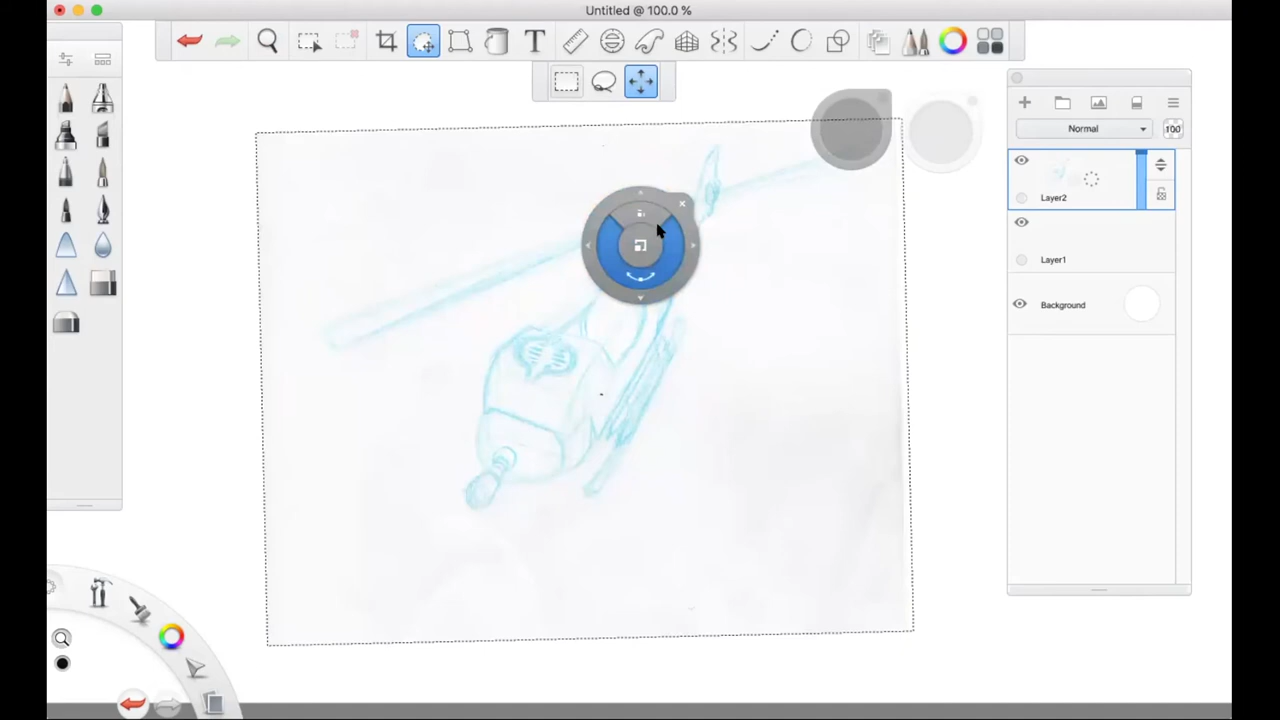 Untitled @ 100.0 %
T
Normal
100
Layer2
Layer1
Background